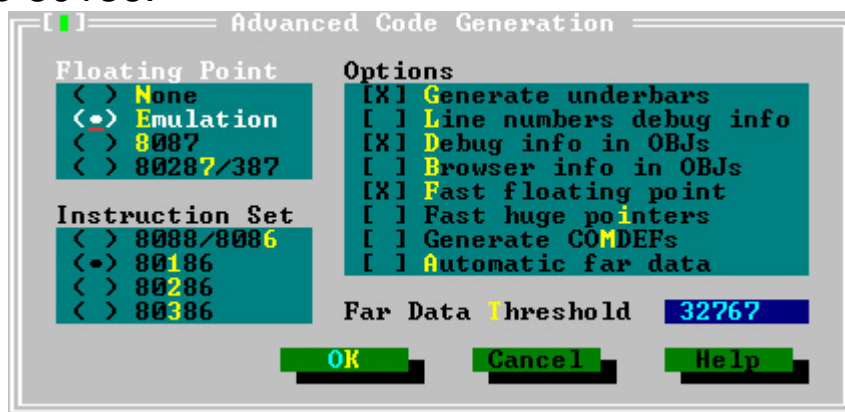 [ ] Advanced Code Generation
Floating Point
( ) None
(•) Emulation
( ) 8087
( ) 80287/387
Instruction Set
( ) 8088/8086
(•) 80186
( ) 80286
( ) 80386
Options
[X] Generate underbars
[ ] Line numbers debug info
[X] Debug info in OBJs
[ ] Browser info in OBJs
[X] Fast floating point
[ ] Fast huge pointers
[ ] Generate COMDEFs
[ ] Automatic far data
Far Data Threshold 32767
OK Cancel Help